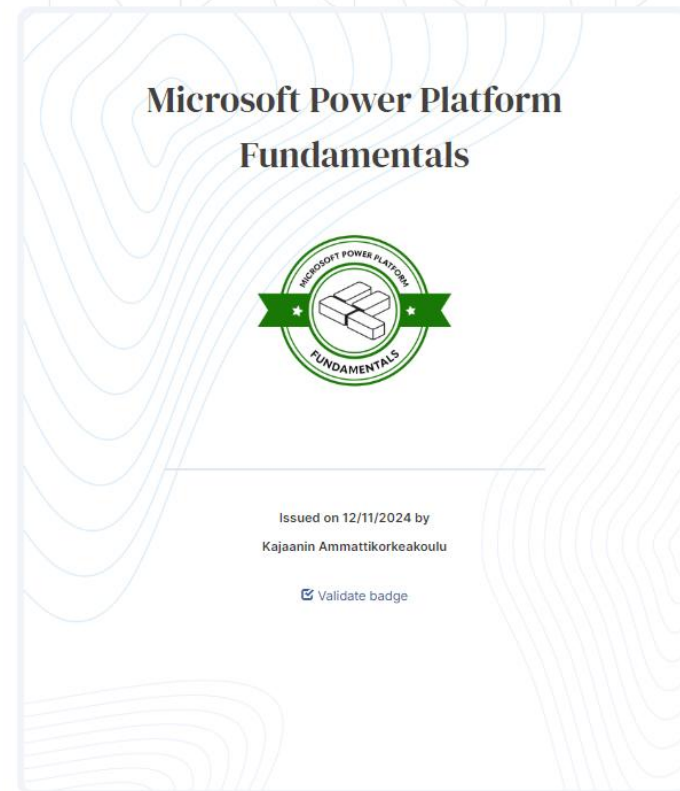 Microsoft Power Platform
Fundamentals
MICROSOFT POWER PLATFORM
FUNDAMENTALS
Issued on 12/11/2024 by
Kajaanin Ammattikorkeakoulu
Validate badge